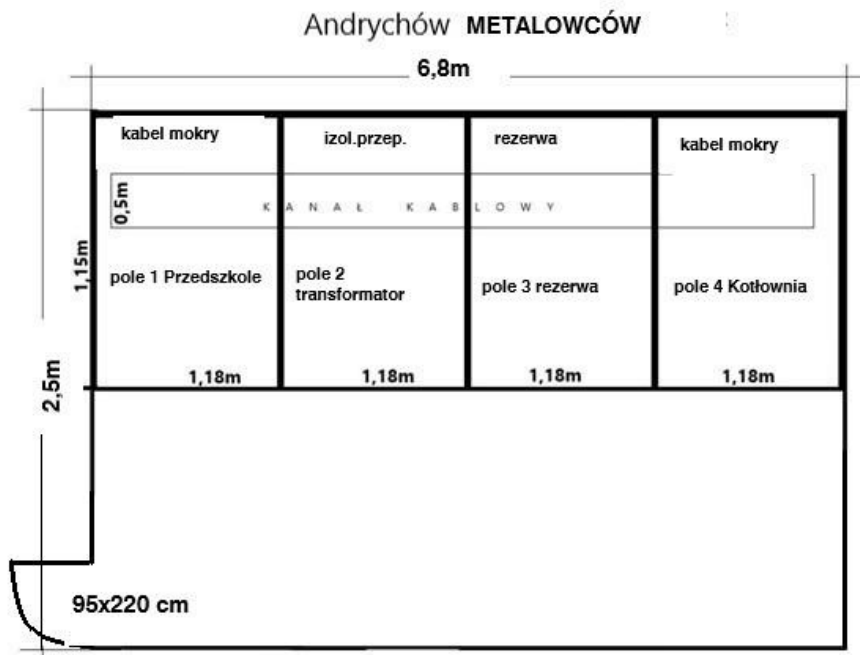 Andrychów METALOWCÓW
6,8m
kabel mokry
izol.przep.
rezerwa
kabel mokry
0,5m
KANAŁ KABLOWY
1,15m
pole 1 Przedszkole
pole 2
transformator
pole 3 rezerwa
pole 4 Kotłownia
1,18m
1,18m
1,18m
1,18m
2,5m
95x220 cm